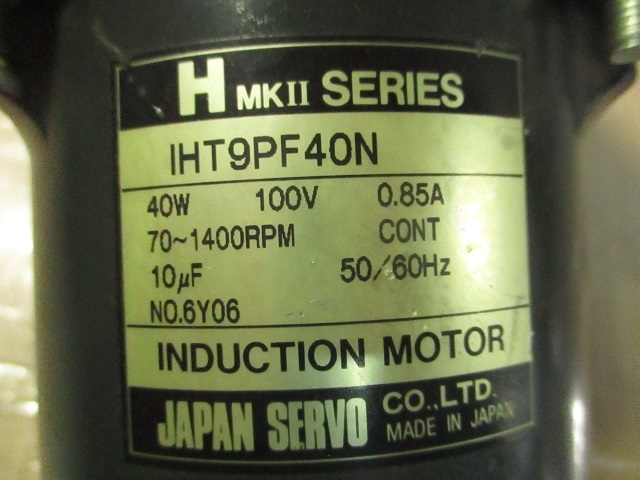 H MKII SERIES
IHT9PF40N
40W 100V 0.85A
70~1400RPM CONT
10μF 50/60Hz
NO.6Y06
INDUCTION MOTOR
JAPAN SERVO CO.,LTD.
MADE IN JAPAN